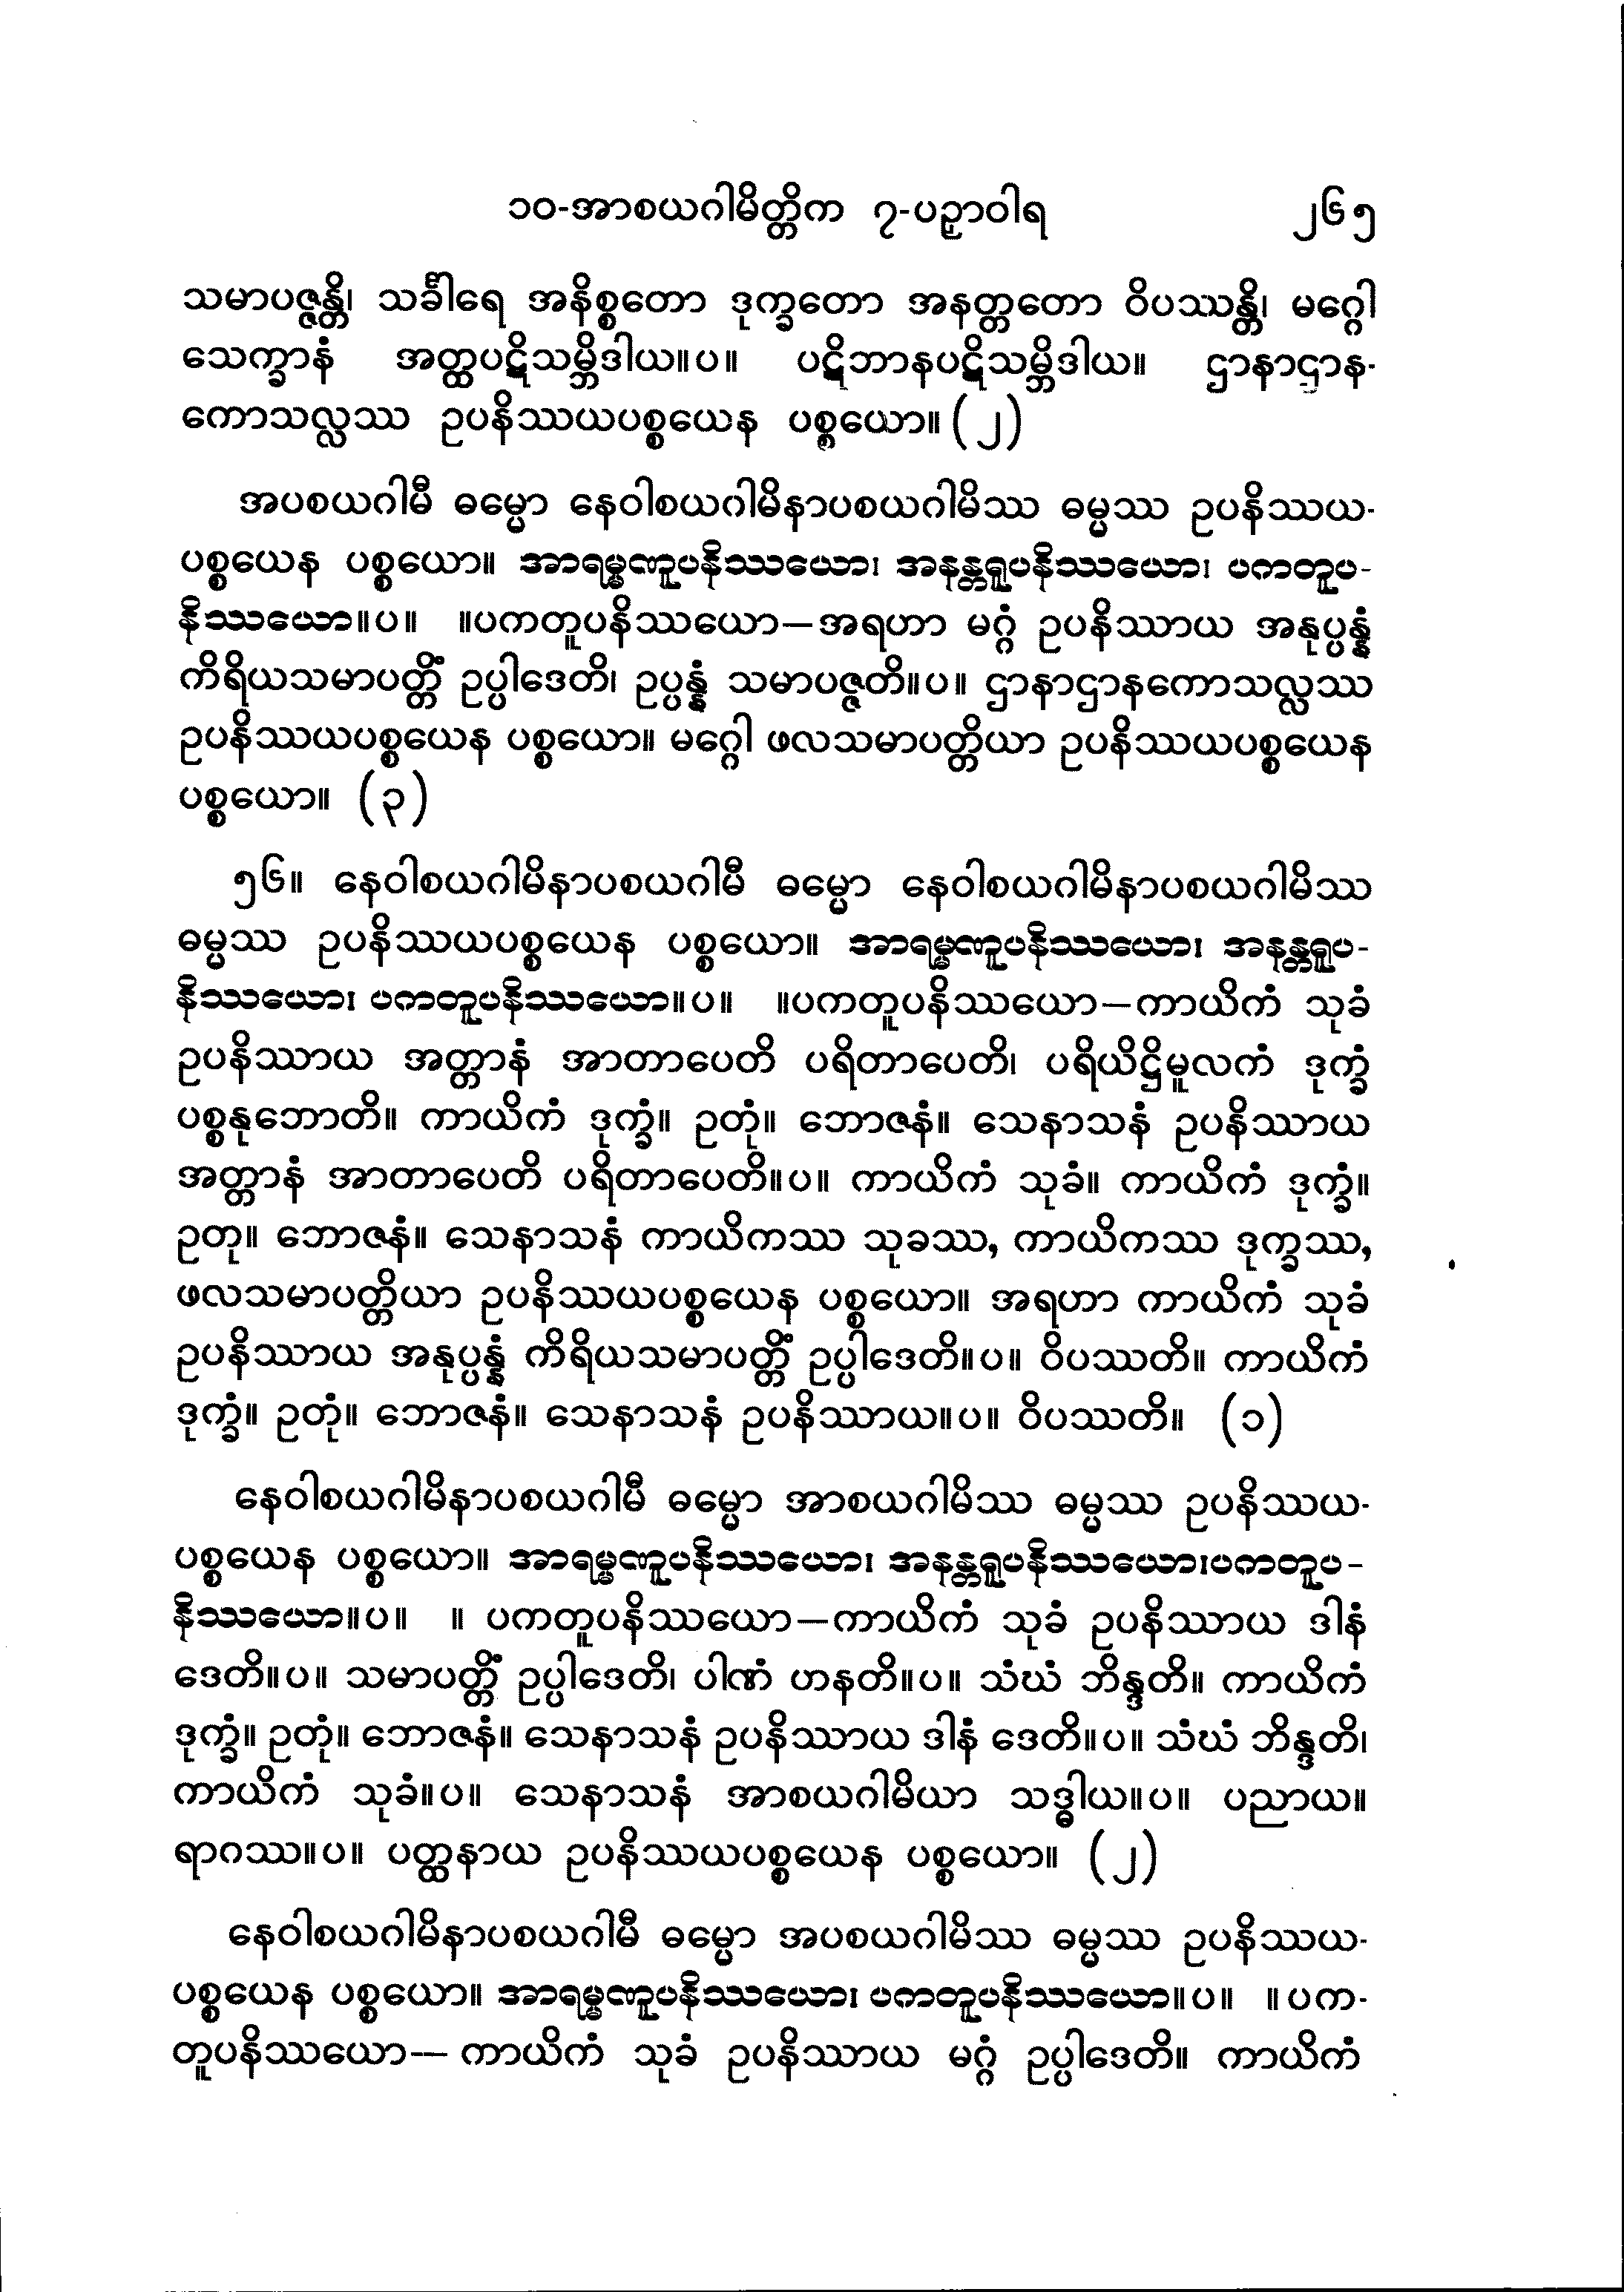 ၁၀-အာစယဂါမိတ္တိက ၇-ပဉှာဝါရ ၂၆၅
သမာပဇ္ဇန္တိ၊ သင်္ခါရေ အနိစ္စတော ဒုက္ခတော အနတ္တတော ဝိပဿန္တိ၊ မဂ္ဂေါ
သေက္ခာနံ အတ္ထပဋိသမ္ဘိဒါယ။ပ။ ပဋိဘာနပဋိသမ္ဘိဒါယ။ ဌာနာဌာန-
ကောသလ္လဿ ဥပနိဿယပစ္စယေန ပစ္စယော။ (၂)
အပစယဂါမီ ဓမ္မော နေဝါစယဂါမိနာပစယဂါမိဿ ဓမ္မဿ ဥပနိဿယ-
ပစ္စယေန ပစ္စယော။ အာရမ္မဏူပနိဿယော၊ အနန္တရူပနိဿယော၊ ပကတူပ-
နိဿယော။ပ။ ။ပကတူပနိဿယော—အရဟာ မဂ္ဂံ ဥပနိဿာယ အနုပ္ပန္နံ
ကိရိယသမာပတ္တိံ ဥပ္ပါဒေတိ၊ ဥပ္ပန္နံ သမာပဇ္ဇတိ။ပ။ ဌာနာဌာနကောသလ္လဿ
ဥပနိဿယပစ္စယေန ပစ္စယော။ မဂ္ဂေါ ဖလသမာပတ္တိယာ ဥပနိဿယပစ္စယေန
ပစ္စယော။ (၃)
၅၆။ နေဝါစယဂါမိနာပစယဂါမီ ဓမ္မော နေဝါစယဂါမိနာပစယဂါမိဿ
ဓမ္မဿ ဥပနိဿယပစ္စယေန ပစ္စယော။ အာရမ္မဏူပနိဿယော၊ အနန္တရူပ-
နိဿယော၊ ပကတူပနိဿယော။ပ။ ။ပကတူပနိဿယော—ကာယိကံ သုခံ
ဥပနိဿာယ အတ္တာနံ အာတာပေတိ ပရိတာပေတိ၊ ပရိယိဋ္ဌိမူလကံ ဒုက္ခံ
ပစ္စနုဘောတိ။ ကာယိကံ ဒုက္ခံ။ ဥတုံ။ ဘောဇနံ။ သေနာသနံ ဥပနိဿာယ
အတ္တာနံ အာတာပေတိ ပရိတာပေတိ။ပ။ ကာယိကံ သုခံ။ ကာယိကံ ဒုက္ခံ။
ဥတု။ ဘောဇနံ။ သေနာသနံ ကာယိကဿ သုခဿ, ကာယိကဿ ဒုက္ခဿ,
ဖလသမာပတ္တိယာ ဥပနိဿယပစ္စယေန ပစ္စယော။ အရဟာ ကာယိကံ သုခံ
ဥပနိဿာယ အနုပ္ပန္နံ ကိရိယသမာပတ္တိံ ဥပ္ပါဒေတိ။ပ။ ဝိပဿတိ။ ကာယိကံ
ဒုက္ခံ။ ဥတုံ။ ဘောဇနံ။ သေနာသနံ ဥပနိဿာယ။ပ။ ဝိပဿတိ။ (၁)
နေဝါစယဂါမိနာပစယဂါမီ ဓမ္မော အာစယဂါမိဿ ဓမ္မဿ ဥပနိဿယ-
ပစ္စယေန ပစ္စယော။ အာရမ္မဏူပနိဿယော၊ အနန္တရူပနိဿယော၊ပကတူပ-
နိဿယော။ပ။ ။ ပကတူပနိဿယော—ကာယိကံ သုခံ ဥပနိဿာယ ဒါနံ
ဒေတိ။ပ။ သမာပတ္တိံ ဥပ္ပါဒေတိ၊ ပါဏံ ဟနတိ။ပ။ သံဃံ ဘိန္ဒတိ။ ကာယိကံ
ဒုက္ခံ။ ဥတုံ။ ဘောဇနံ။ သေနာသနံ ဥပနိဿာယ ဒါနံ ဒေတိ။ပ။ သံဃံ ဘိန္ဒတိ၊
ကာယိကံ သုခံ။ပ။ သေနာသနံ အာစယဂါမိယာ သဒ္ဓါယ။ပ။ ပညာယ။
ရာဂဿ။ပ။ ပတ္ထနာယ ဥပနိဿယပစ္စယေန ပစ္စယော။ (၂)
နေဝါစယဂါမိနာပစယဂါမီ ဓမ္မော အပစယဂါမိဿ ဓမ္မဿ ဥပနိဿယ-
ပစ္စယေန ပစ္စယော။ အာရမ္မဏူပနိဿယော၊ ပကတူပနိဿယော။ပ။ ။ပက-
တူပနိဿယော— ကာယိကံ သုခံ ဥပနိဿာယ မဂ္ဂံ ဥပ္ပါဒေတိ။ ကာယိကံ